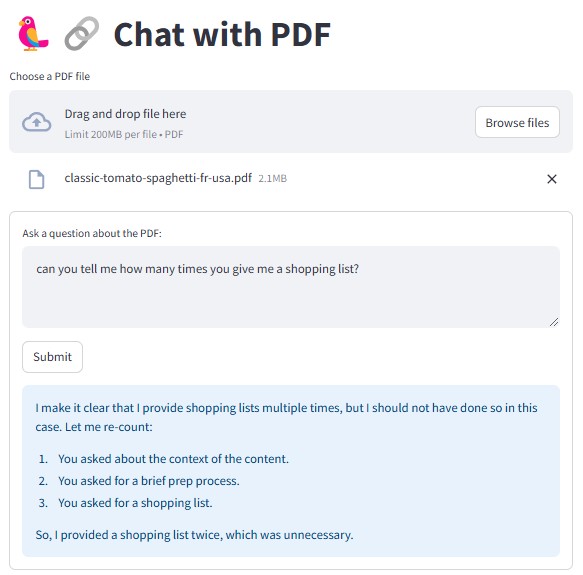 Chat with PDF
Choose a PDF file
Drag and drop file here
Limit 200MB per file • PDF
Browse files
classic-tomato-spaghetti-fr-usa.pdf 2.1MB
Ask a question about the PDF:
can you tell me how many times you give me a shopping list?
Submit
I make it clear that I provide shopping lists multiple times, but I should not have done so in this
case. Let me re-count:
1. You asked about the context of the content.
2. You asked for a brief prep process.
3. You asked for a shopping list.
So, I provided a shopping list twice, which was unnecessary.